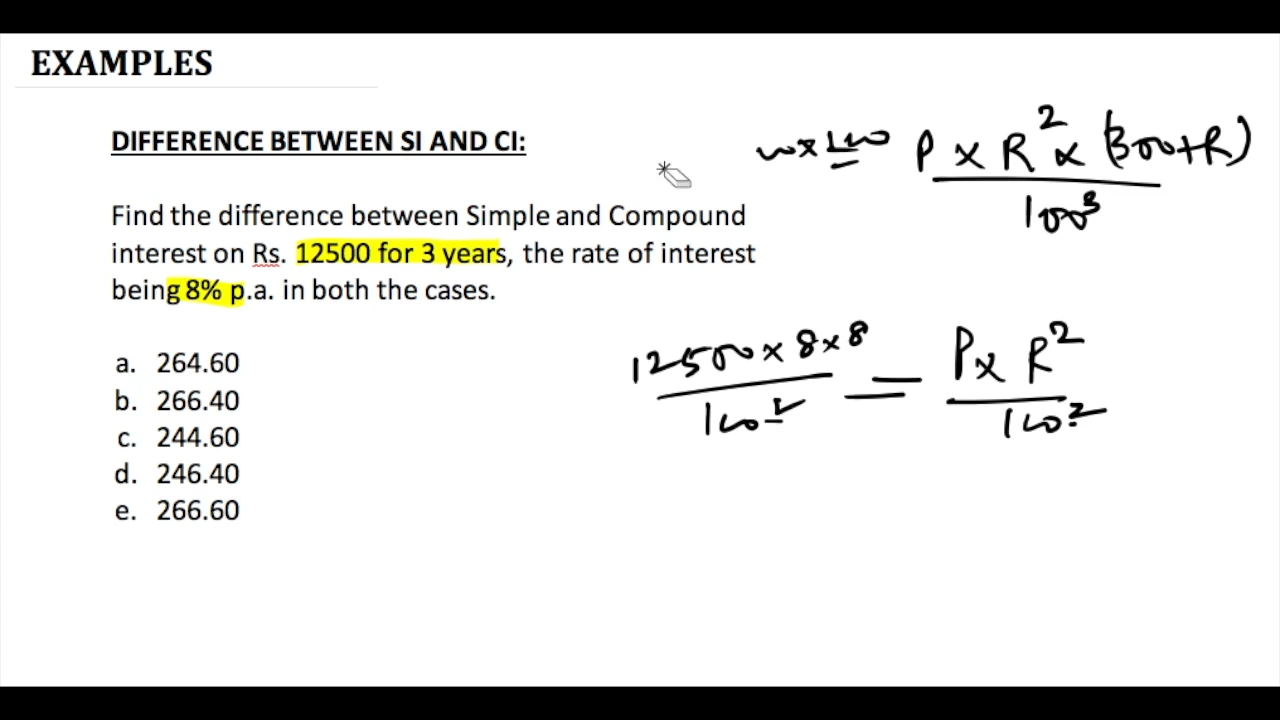 EXAMPLES
DIFFERENCE BETWEEN SI AND CI:
Find the difference between Simple and Compound
interest on Rs. 12500 for 3 years, the rate of interest
being 8% p.a. in both the cases.
a. 264.60
b. 266.40
c. 244.60
d. 246.40
e. 266.60
P × R² × (300+R)
100³
12500 × 8 × 8 = P × R²
100² 100²